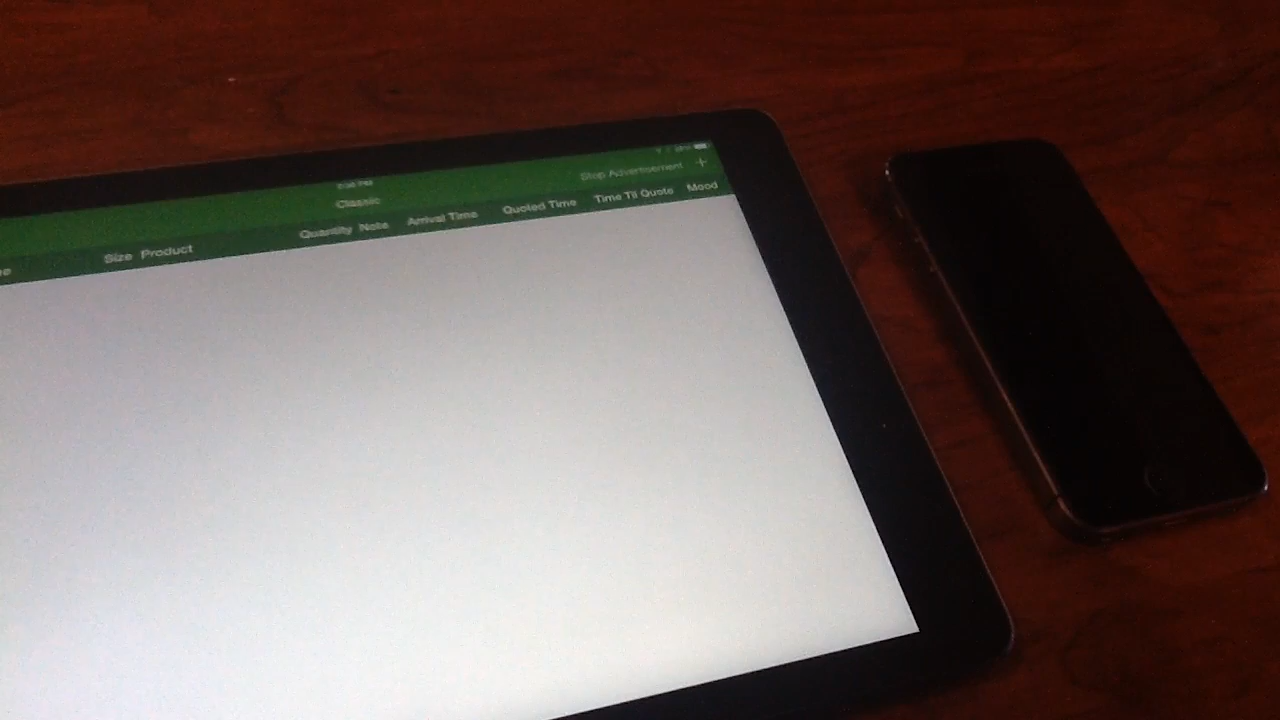 Stop Advertisement +
Classic
Size Product Quantity Note Arrival Time Quoted Time Time Til Quote Mood